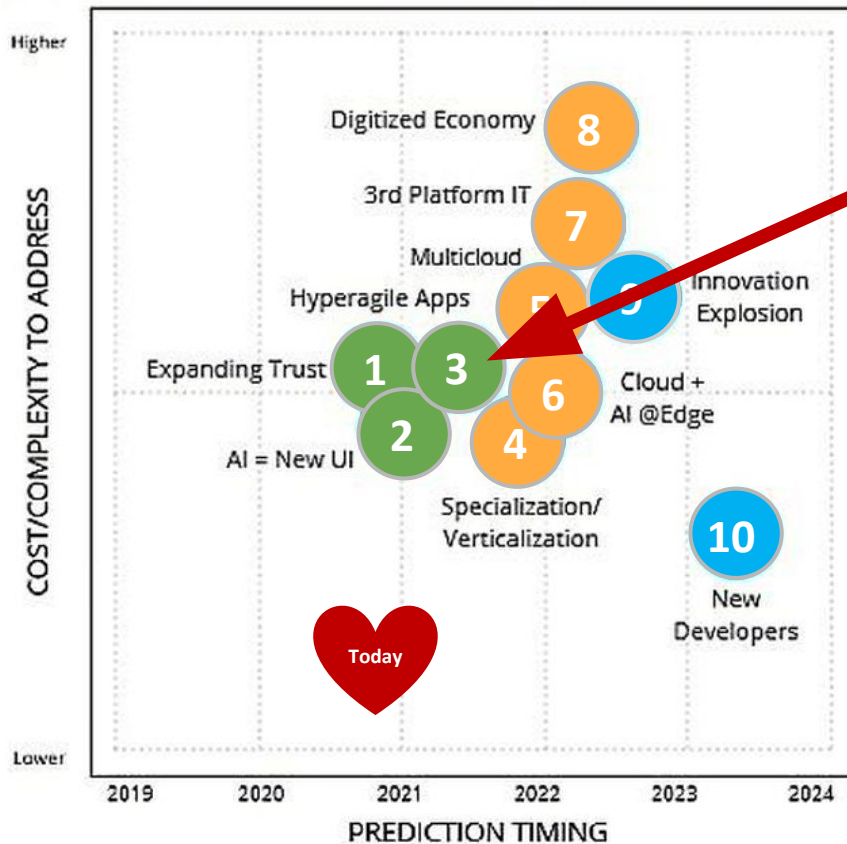 Higher
Digitized Economy
8
3rd Platform IT
7
Multicloud
Hyperagile Apps
5
9
Innovation
Explosion
Expanding Trust
1
3
6
Cloud +
AI @Edge
2
4
AI = New UI
Specialization/
Verticalization
10
New
Developers
Today
Lower
COST/COMPLEXITY TO ADDRESS
2019 2020 2021 2022 2023 2024
PREDICTION TIMING